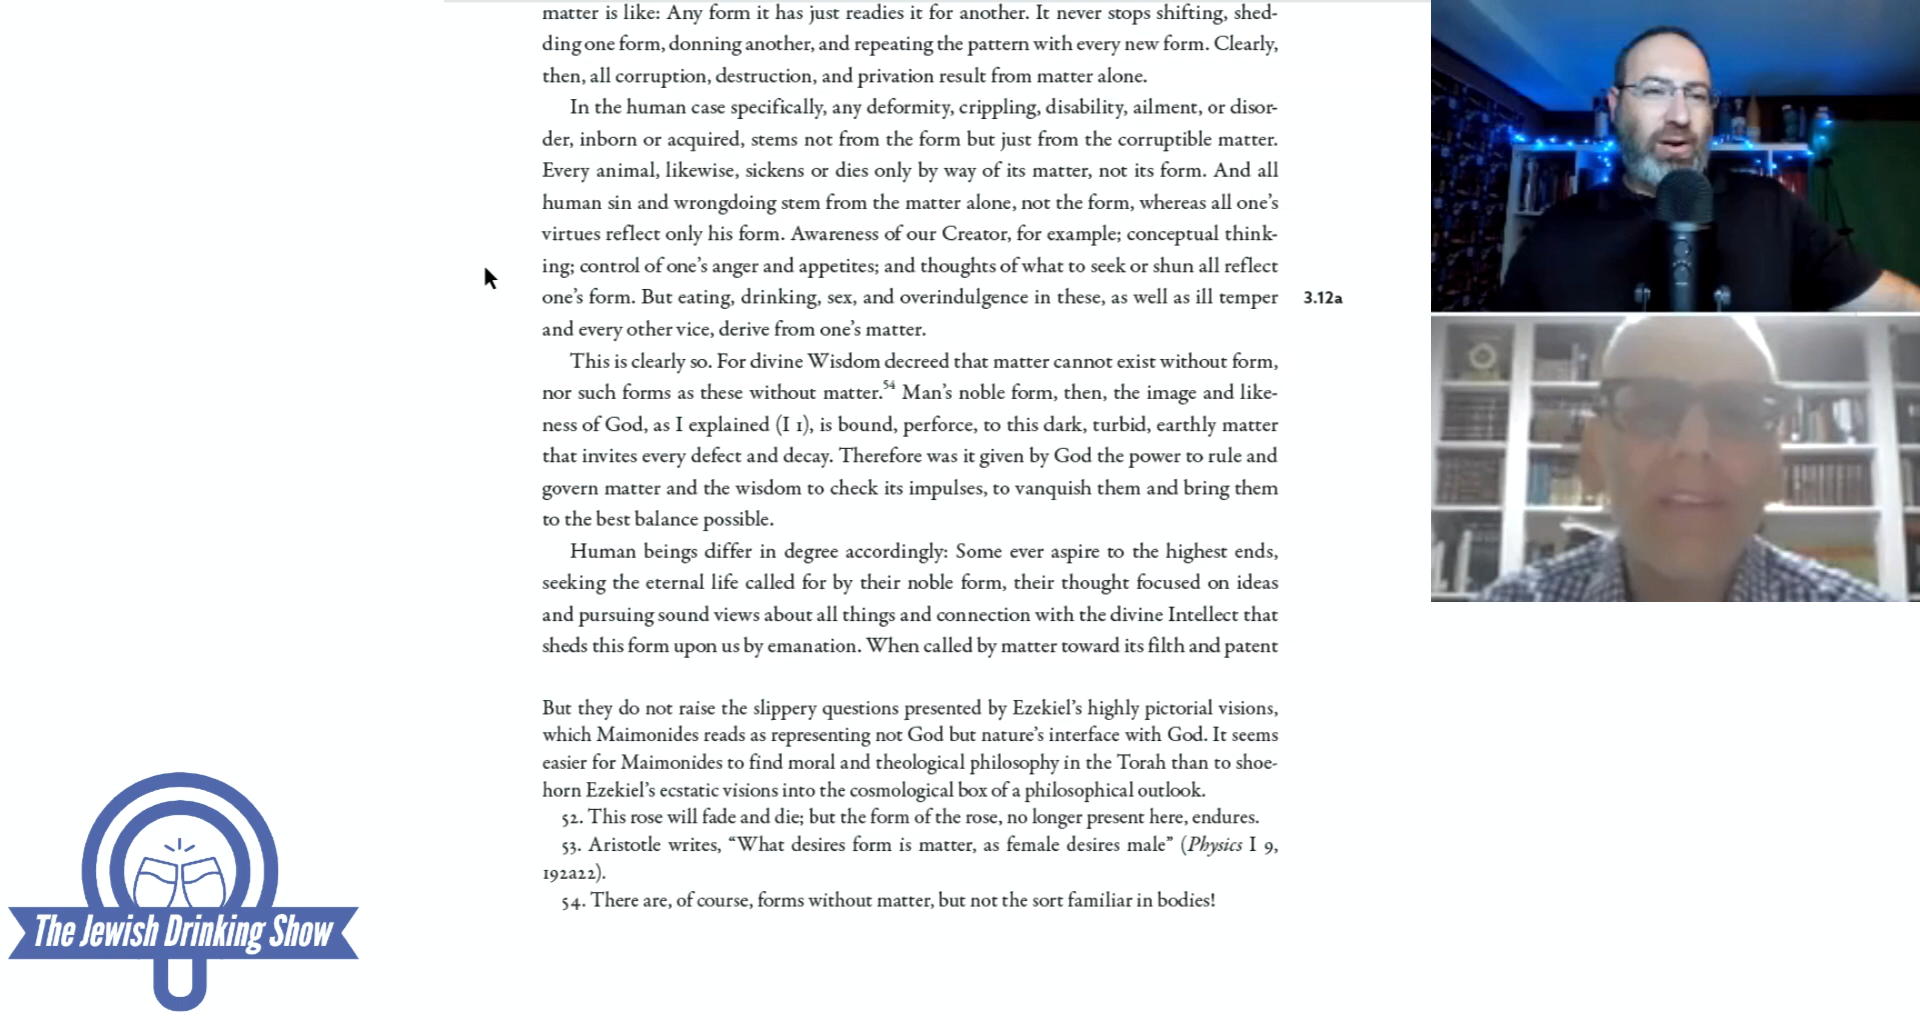 matter is like: Any form it has just readies it for another. It never stops shifting, shed-
ding one form, donning another, and repeating the pattern with every new form. Clearly,
then, all corruption, destruction, and privation result from matter alone.
In the human case specifically, any deformity, crippling, disability, ailment, or disor-
der, inborn or acquired, stems not from the form but just from the corruptible matter.
Every animal, likewise, sickens or dies only by way of its matter, not its form. And all
human sin and wrongdoing stem from the matter alone, not the form, whereas all one’s
virtues reflect only his form. Awareness of our Creator, for example; conceptual think-
ing; control of one’s anger and appetites; and thoughts of what to seek or shun all reflect
one’s form. But eating, drinking, sex, and overindulgence in these, as well as ill temper
3.12a
and every other vice, derive from one’s matter.
This is clearly so. For divine Wisdom decreed that matter cannot exist without form,
nor such forms as these without matter.54 Man’s noble form, then, the image and like-
ness of God, as I explained (I 1), is bound, perforce, to this dark, turbid, earthly matter
that invites every defect and decay. Therefore was it given by God the power to rule and
govern matter and the wisdom to check its impulses, to vanquish them and bring them
to the best balance possible.
Human beings differ in degree accordingly: Some ever aspire to the highest ends,
seeking the eternal life called for by their noble form, their thought focused on ideas
and pursuing sound views about all things and connection with the divine Intellect that
sheds this form upon us by emanation. When called by matter toward its filth and patent
But they do not raise the slippery questions presented by Ezekiel’s highly pictorial visions,
which Maimonides reads as representing not God but nature’s interface with God. It seems
easier for Maimonides to find moral and theological philosophy in the Torah than to shoe-
horn Ezekiel’s ecstatic visions into the cosmological box of a philosophical outlook.
52. This rose will fade and die; but the form of the rose, no longer present here, endures.
53. Aristotle writes, “What desires form is matter, as female desires male” (Physics I 9,
192a22).
54. There are, of course, forms without matter, but not the sort familiar in bodies!
The Jewish Drinking Show